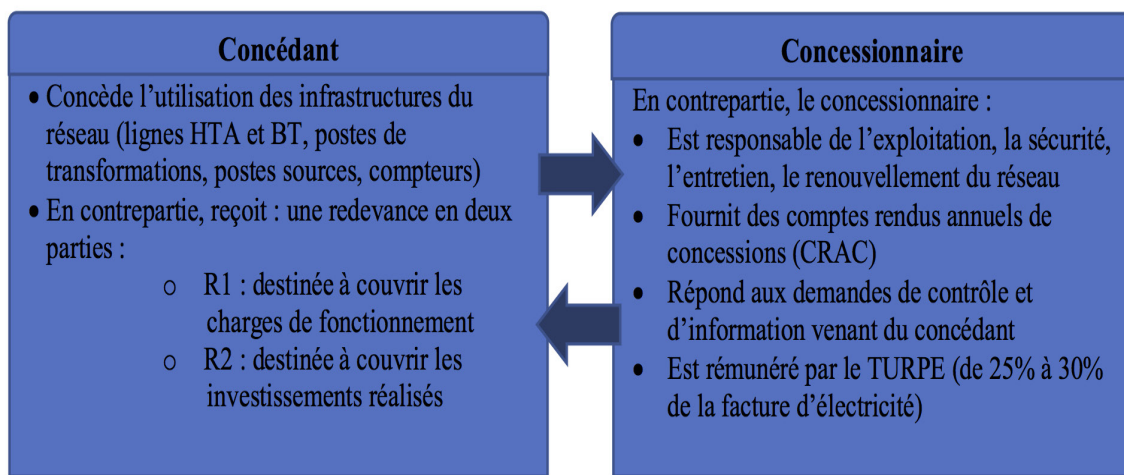 Concédant
• Concède l’utilisation des infrastructures du
réseau (lignes HTA et BT, postes de
transformations, postes sources, compteurs)
• En contrepartie, reçoit : une redevance en deux
parties :
o R1 : destinée à couvrir les
charges de fonctionnement
o R2 : destinée à couvrir les
investissements réalisés
Concessionnaire
En contrepartie, le concessionnaire :
• Est responsable de l’exploitation, la sécurité,
l’entretien, le renouvellement du réseau
• Fournit des comptes rendus annuels de
concessions (CRAC)
• Répond aux demandes de contrôle et
d’information venant du concédant
• Est rémunéré par le TURPE (de 25% à 30%
de la facture d’électricité)